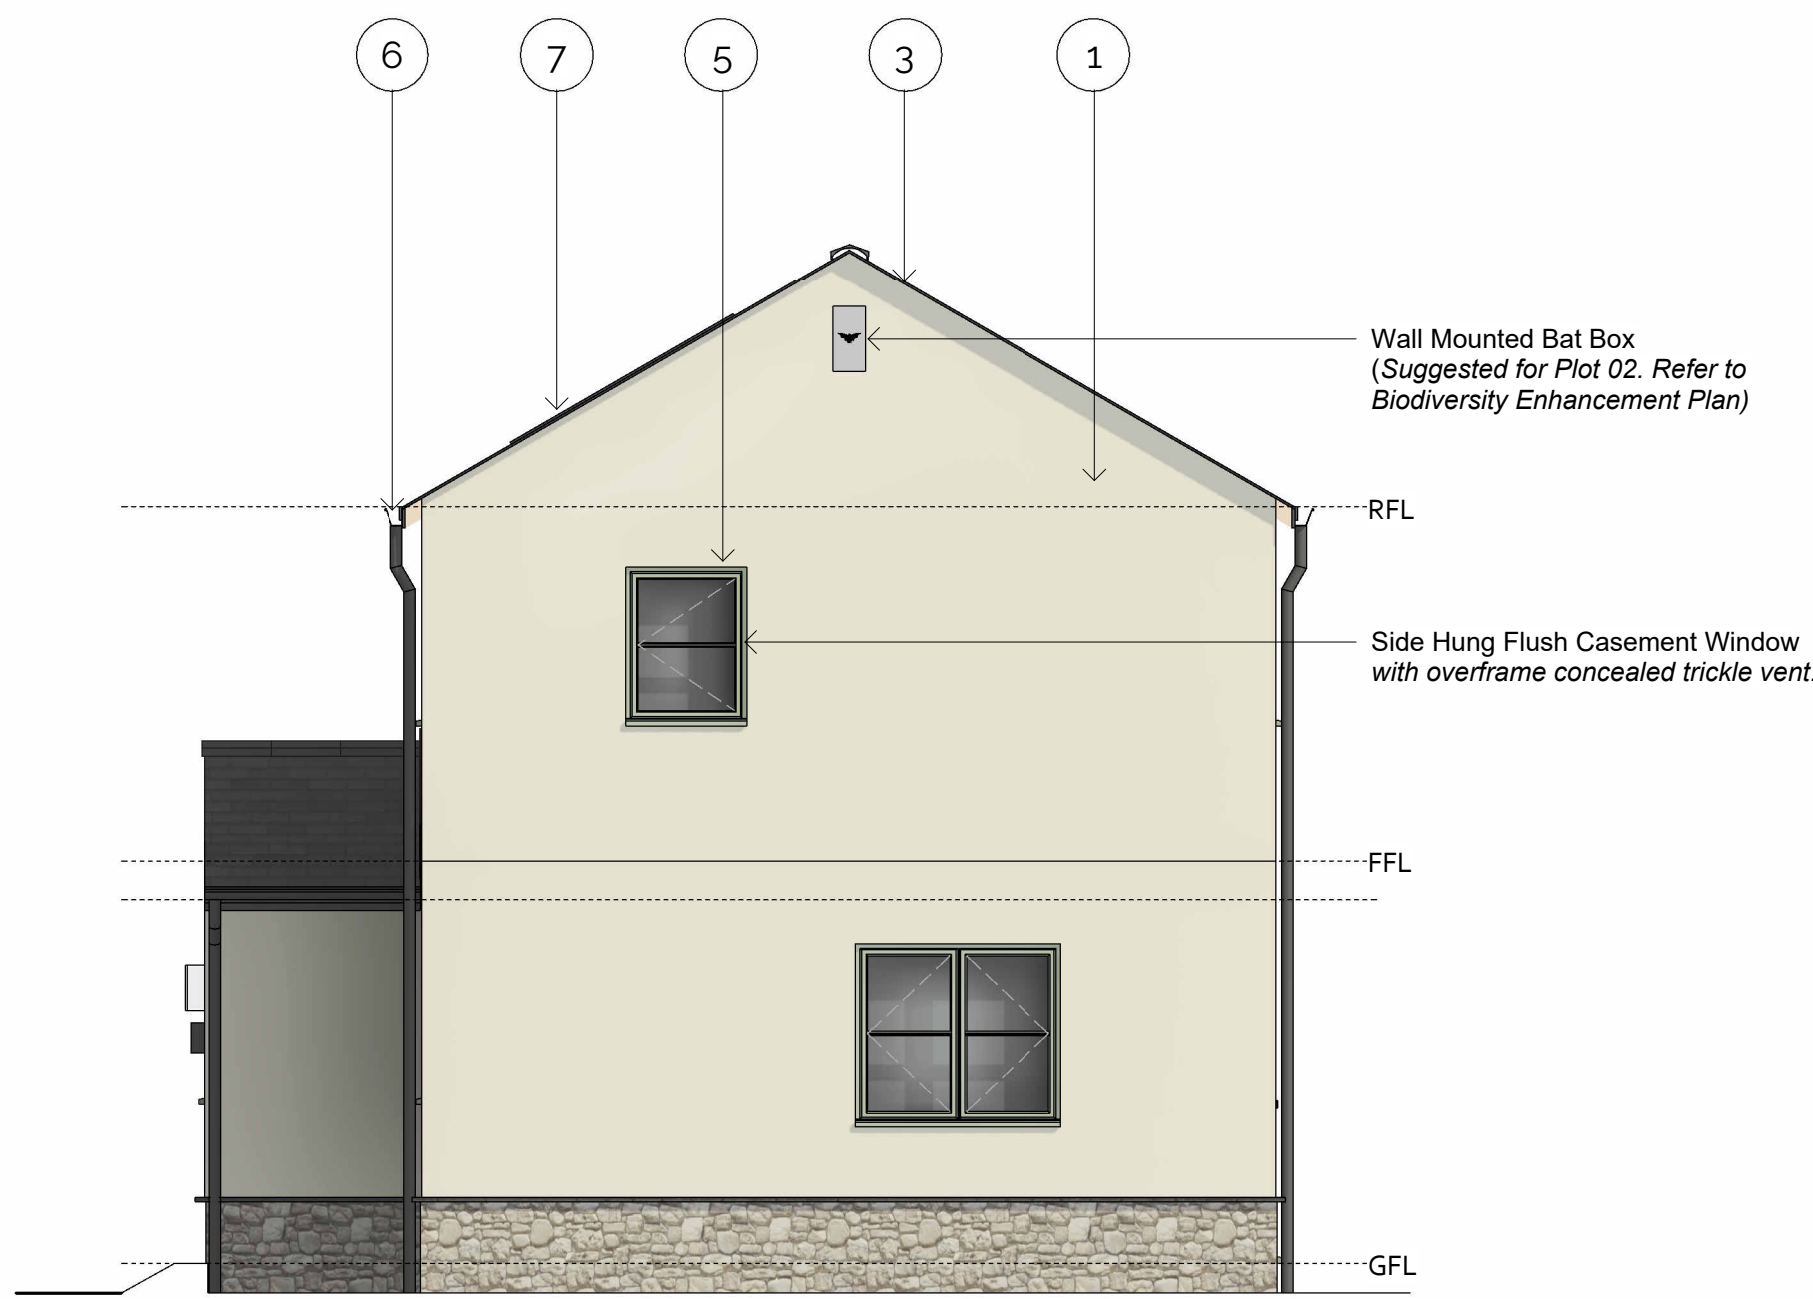 6 7 5 3 1
Wall Mounted Bat Box
(Suggested for Plot 02. Refer to
Biodiversity Enhancement Plan)
RFL
Side Hung Flush Casement Window
with overframe concealed trickle vent.
FFL
GFL